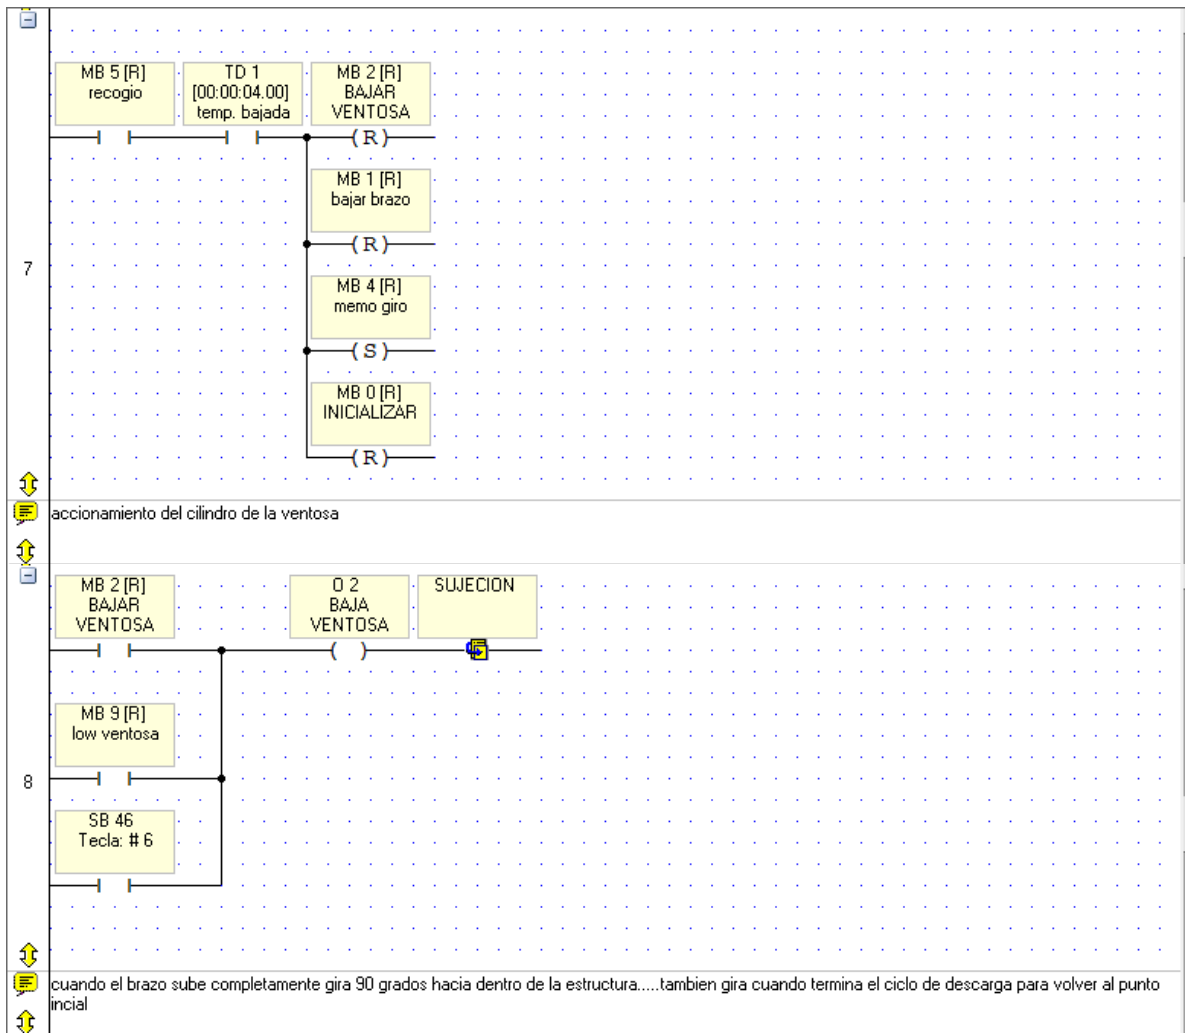 MB 5 [R]
recogio
TD 1
[00:00:04.00]
temp. bajada
MB 2 [R]
BAJAR
VENTOSA
R
MB 1 [R]
bajar brazo
R
7
MB 4 [R]
memo giro
S
MB 0 [R]
INICIALIZAR
R
accionamiento del cilindro de la ventosa
MB 2 [R]
BAJAR
VENTOSA
O 2
BAJA
VENTOSA
SUJECION
MB 9 [R]
low ventosa
8
SB 46
Tecla: # 6
cuando el brazo sube completamente gira 90 grados hacia dentro de la estructura.....tambien gira cuando termina el ciclo de descarga para volver al punto
incial